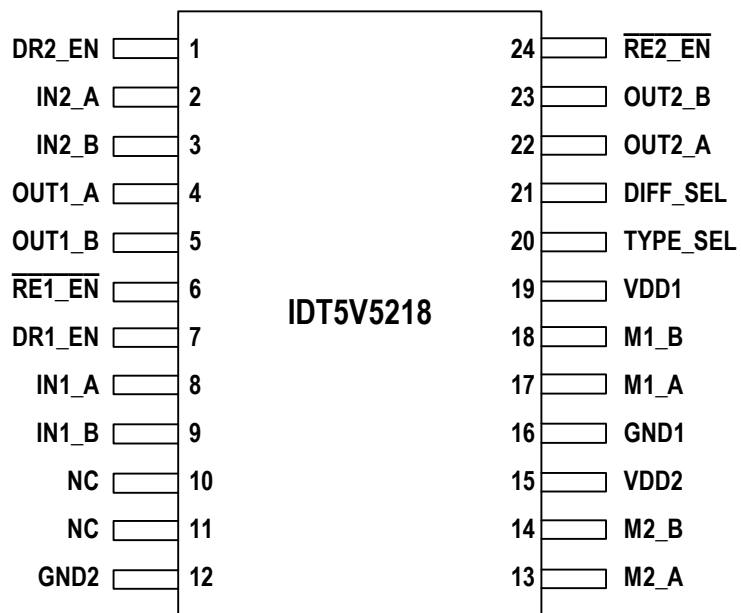 DR2_EN 1 24 RE2_EN
IN2_A 2 23 OUT2_B
IN2_B 3 22 OUT2_A
OUT1_A 4 21 DIFF_SEL
OUT1_B 5 20 TYPE_SEL
RE1_EN 6 19 VDD1
IDT5V5218
DR1_EN 7 18 M1_B
IN1_A 8 17 M1_A
IN1_B 9 16 GND1
NC 10 15 VDD2
NC 11 14 M2_B
GND2 12 13 M2_A